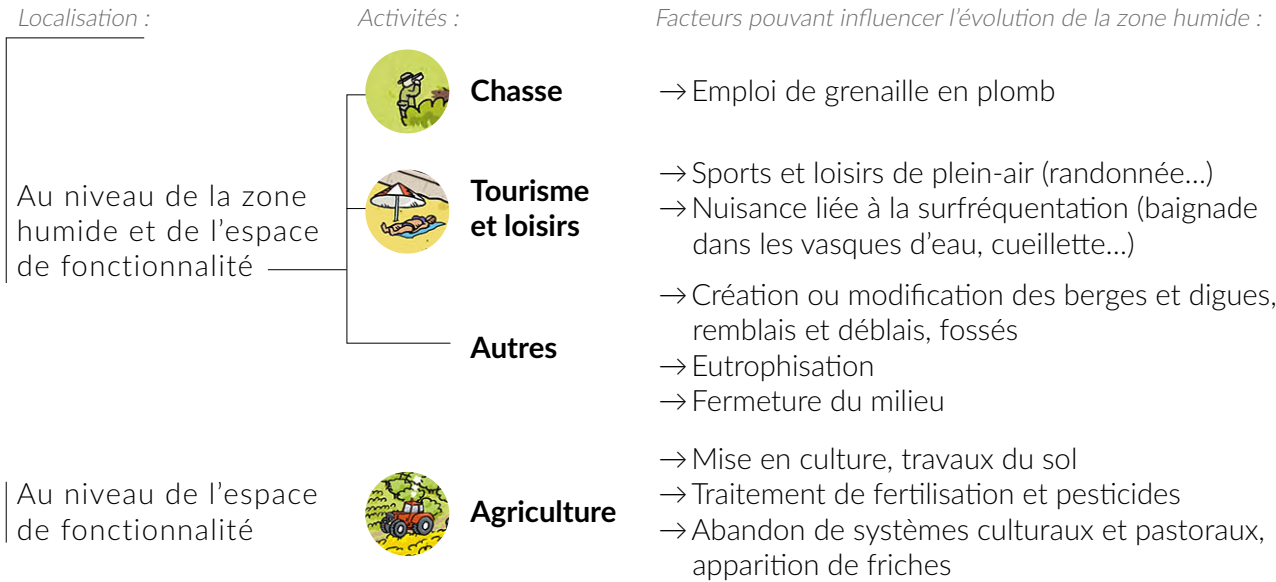 Localisation :
Activités :
Facteurs pouvant influencer l’évolution de la zone humide :
Au niveau de la zone
humide et de l’espace
de fonctionnalité
Chasse
→ Emploi de grenaille en plomb
Tourisme
et loisirs
→ Sports et loisirs de plein-air (randonnée...)
→ Nuisance liée à la surfréquentation (baignade
dans les vasques d’eau, cueillette...)
Autres
→ Création ou modification des berges et digues,
remblais et déblais, fossés
→ Eutrophisation
→ Fermeture du milieu
Au niveau de l’espace
de fonctionnalité
Agriculture
→ Mise en culture, travaux du sol
→ Traitement de fertilisation et pesticides
→ Abandon de systèmes culturaux et pastoraux,
apparition de friches